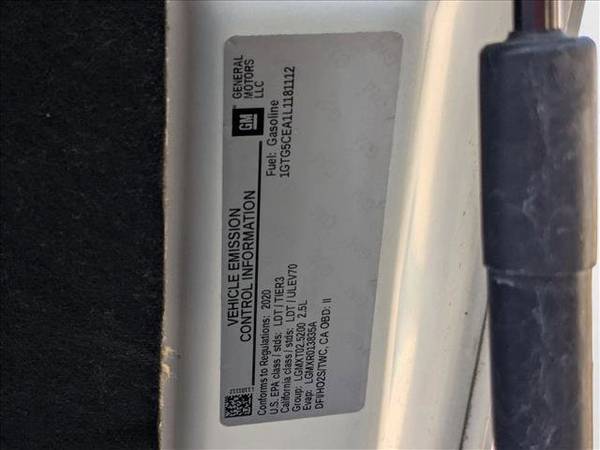 VEHICLE EMISSION
CONTROL INFORMATION
GM
GENERAL
MOTORS
LLC
Fuel: Gasoline
1GTG5CEA1L1181112
Conforms to Regulations: 2020
U.S. EPA class / stds: LDT / TIER3
California class / stds: LDT / ULEV70
Group: LGMXT02.5200 2.5L
Evap: LGMXR013835A
DFI/HO2S/TWC, CA OBD: II